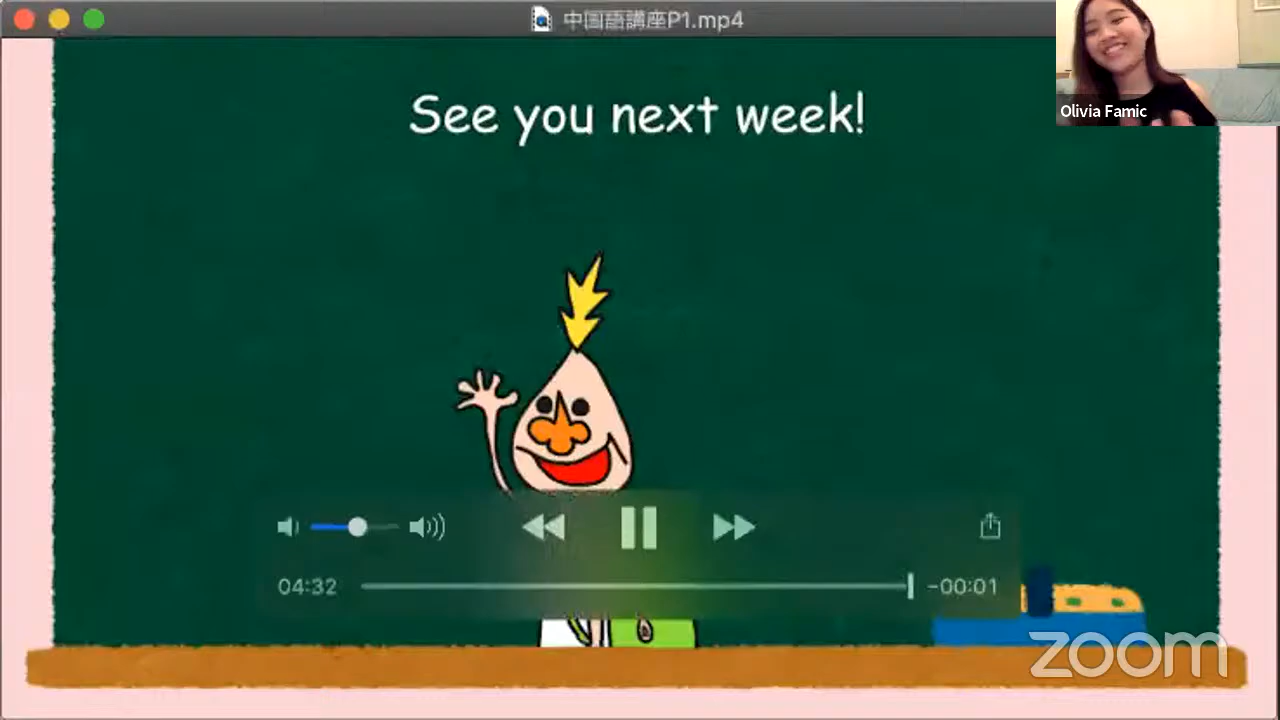 中国語講座P1.mp4
Olivia Famic
See you next week!
04:32
-00:01
zoom